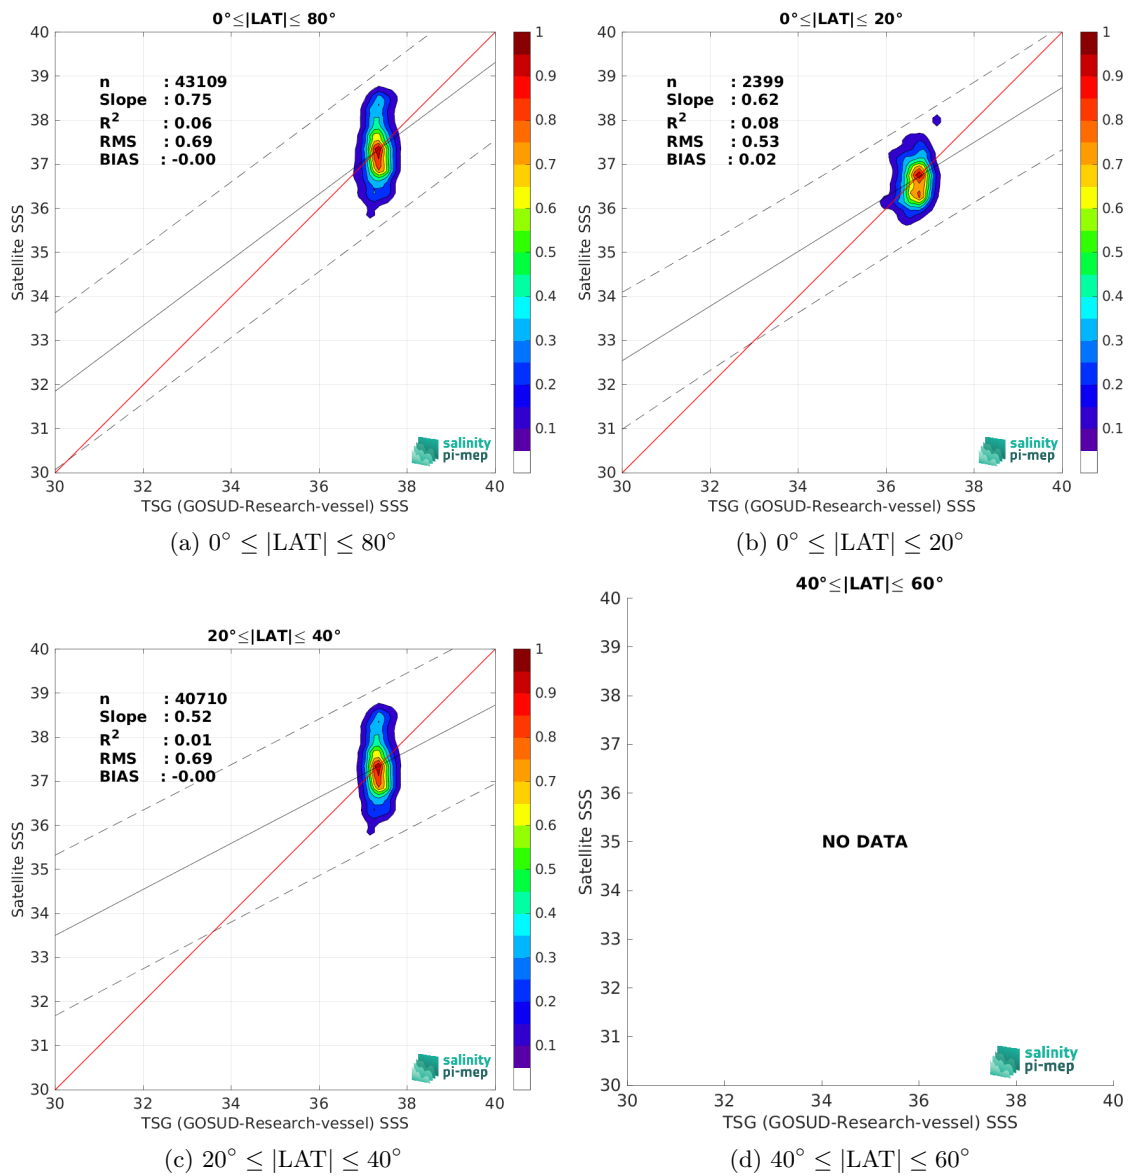 0°≤|LAT|≤ 80°
40
39
38
37
36
35
34
33
32
31
30
Satellite SSS
n : 43109
Slope : 0.75
R2 : 0.06
RMS : 0.69
BIAS : -0.00
1
0.9
0.8
0.7
0.6
0.5
0.4
0.3
0.2
0.1
salinity
pi-mep
30 32 34 36 38 40
TSG (GOSUD-Research-vessel) SSS
(a) 0° ≤ |LAT| ≤ 80°
0°≤|LAT|≤ 20°
40
39
38
37
36
35
34
33
32
31
30
Satellite SSS
n : 2399
Slope : 0.62
R2 : 0.08
RMS : 0.53
BIAS : 0.02
1
0.9
0.8
0.7
0.6
0.5
0.4
0.3
0.2
0.1
salinity
pi-mep
30 32 34 36 38 40
TSG (GOSUD-Research-vessel) SSS
(b) 0° ≤ |LAT| ≤ 20°
20°≤|LAT|≤ 40°
40
39
38
37
36
35
34
33
32
31
30
Satellite SSS
n : 40710
Slope : 0.52
R2 : 0.01
RMS : 0.69
BIAS : -0.00
1
0.9
0.8
0.7
0.6
0.5
0.4
0.3
0.2
0.1
salinity
pi-mep
30 32 34 36 38 40
TSG (GOSUD-Research-vessel) SSS
(c) 20° ≤ |LAT| ≤ 40°
40°≤|LAT|≤ 60°
40
39
38
37
36
35
34
33
32
31
30
Satellite SSS
NO DATA
salinity
pi-mep
30 32 34 36 38 40
TSG (GOSUD-Research-vessel) SSS
(d) 40° ≤ |LAT| ≤ 60°